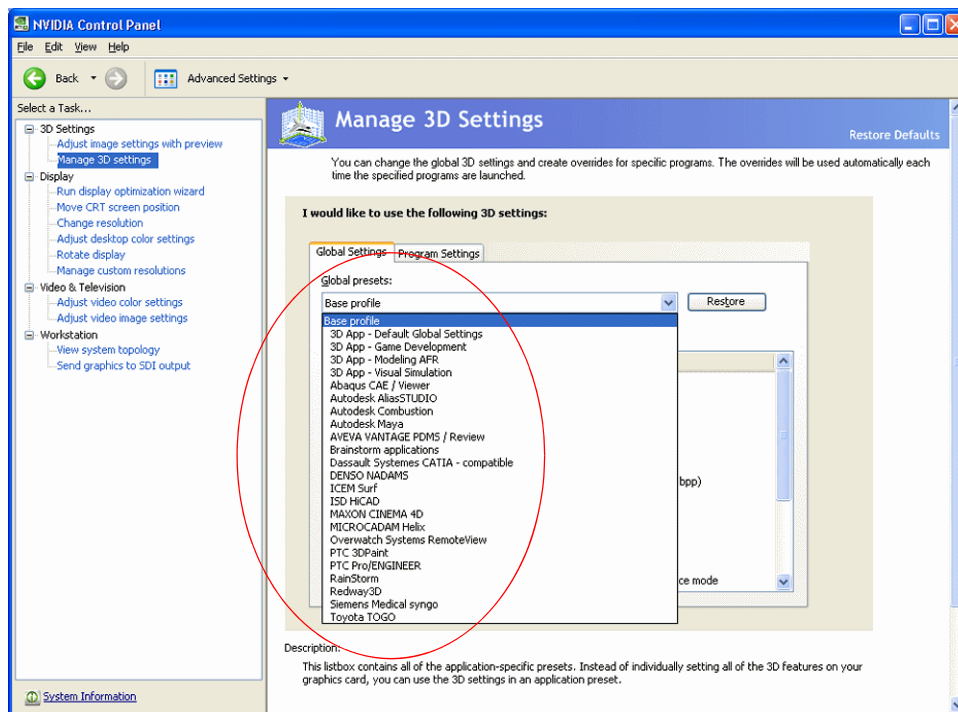 NVIDIA Control Panel
File Edit View Help
Back Advanced Settings
Select a Task...
3D Settings
Adjust image settings with preview
Manage 3D settings
Display
Run display optimization wizard
Move CRT screen position
Change resolution
Adjust desktop color settings
Rotate display
Manage custom resolutions
Video & Television
Adjust video color settings
Adjust video image settings
Workstation
View system topology
Send graphics to SDI output
System Information
Manage 3D Settings
Restore Defaults
You can change the global 3D settings and create overrides for specific programs. The overrides will be used automatically each
time the specified programs are launched.
I would like to use the following 3D settings:
Global Settings Program Settings
Global presets:
Base profile Restore
Base profile
3D App - Default Global Settings
3D App - Game Development
3D App - Modeling AFR
3D App - Visual Simulation
Abaqus CAE / Viewer
Autodesk AliasSTUDIO
Autodesk Combustion
Autodesk Maya
AVEVA VANTAGE PDMS / Review
Brainstorm applications
Dassault Systemes CATIA - compatible
DENSO NADAMS
ICEM Surf
ISD HiCAD
MAXON CINEMA 4D
MICROCADAM Helix
Overwatch Systems RemoteView
PTC 3DPaint
PTC Pro/ENGINEER
RainStorm
Redway3D
Siemens Medical syngo
Toyota TOGO
bpp)
ce mode
Description:
This listbox contains all of the application-specific presets. Instead of individually setting all of the 3D features on your
graphics card, you can use the 3D settings in an application preset.